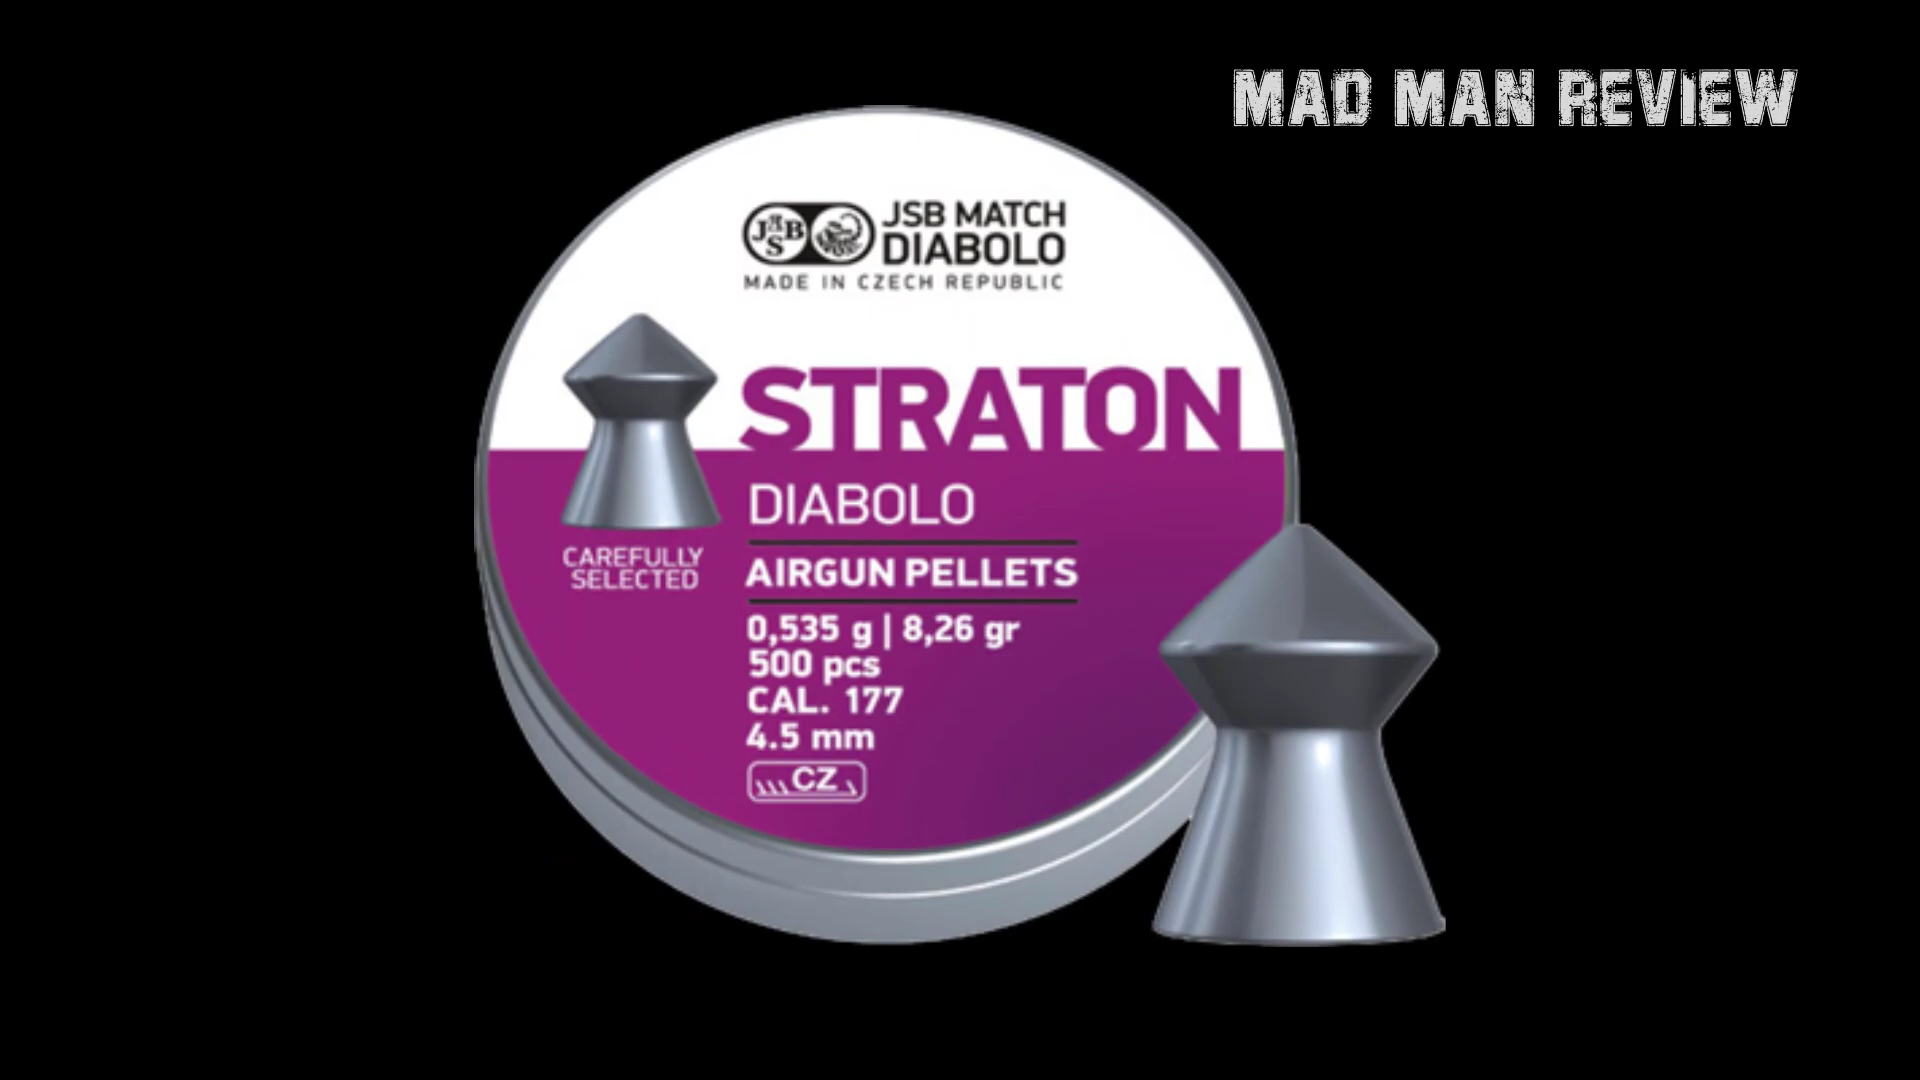 MAD MAN REVIEW
JSB MATCH
DIABOLO
MADE IN CZECH REPUBLIC
STRATON
DIABOLO
CAREFULLY
SELECTED
AIRGUN PELLETS
0,535 g | 8,26 gr
500 pcs
CAL. 177
4.5 mm
CZ